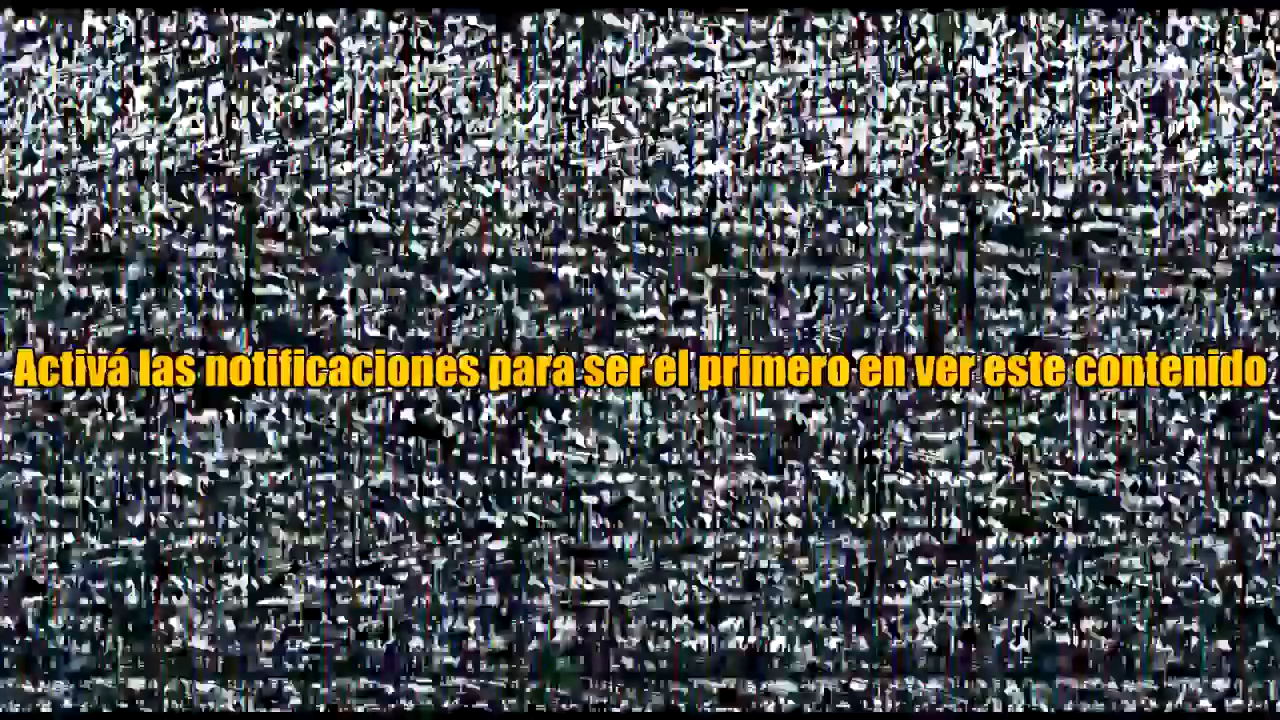 Activá las notificaciones para ser el primero en ver este contenido